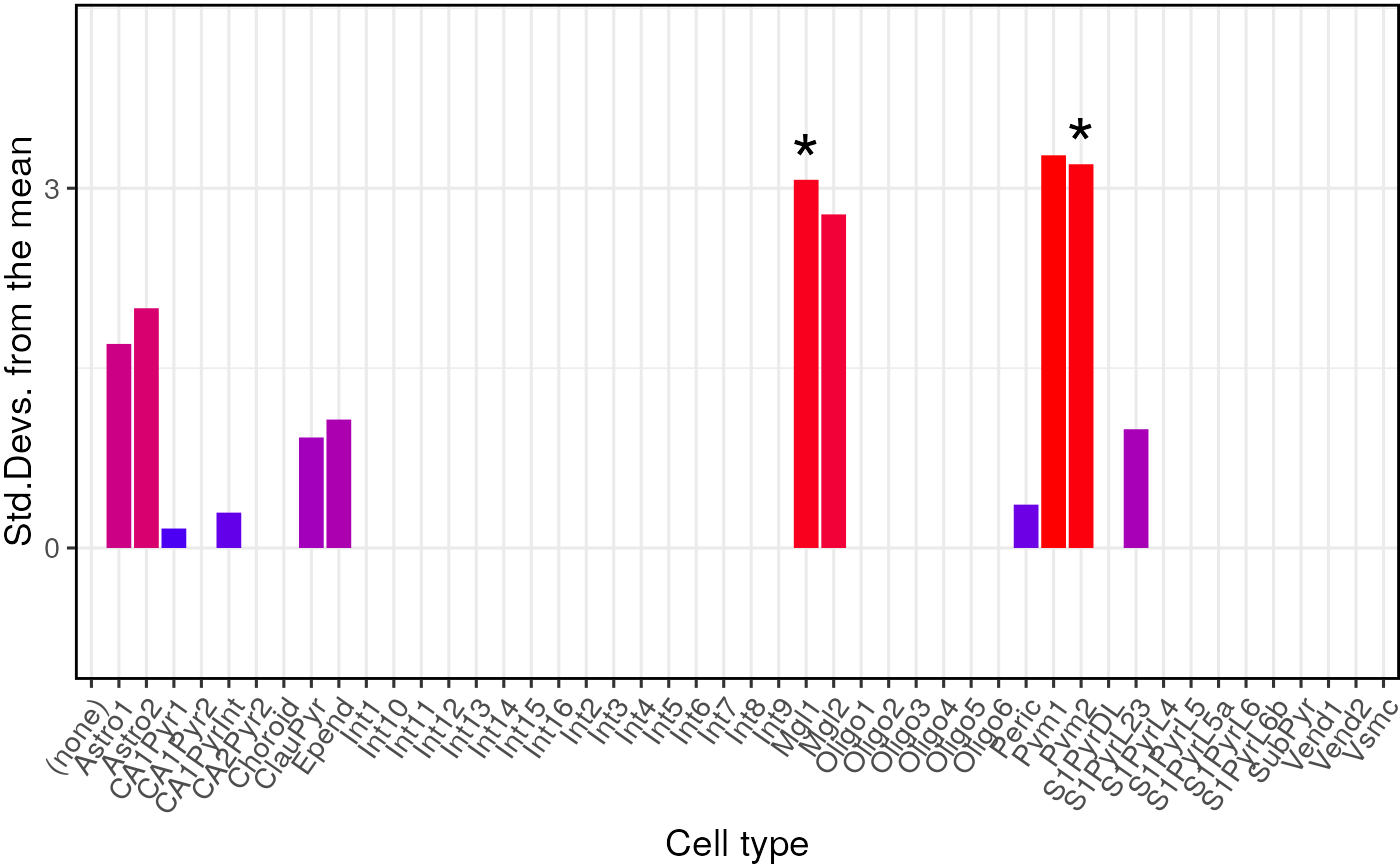 Std.Devs. from the mean
3
0
*
*
(none)
Astro1
Astro2
CA1Pyr1
CA1Pyr2
CA1PyrInt
CA2Pyr2
Choroid
ClauPyr
Epend
Int1
Int10
Int11
Int12
Int13
Int14
Int15
Int16
Int2
Int3
Int4
Int5
Int6
Int7
Int8
Int9
Mgl1
Mgl2
Oligo1
Oligo2
Oligo3
Oligo4
Oligo5
Oligo6
Peric
Pvm1
Pvm2
S1PyrDL
S1PyrL23
S1PyrL4
S1PyrL5
S1PyrL5a
S1PyrL6
S1PyrL6b
SubPyr
Vend1
Vend2
Vsmc
Cell type